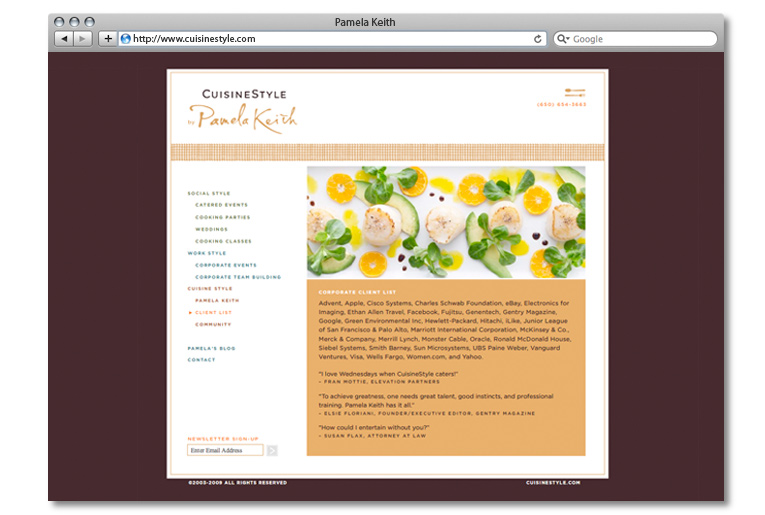 Pamela Keith
http://www.cuisinestyle.com
Google
CUISINESTYLE
by Pamela Keith
(650) 654-3663
SOCIAL STYLE
CATERED EVENTS
COOKING PARTIES
WEDDINGS
COOKING CLASSES
WORK STYLE
CORPORATE EVENTS
CORPORATE TEAM BUILDING
CUISINE STYLE
PAMELA KEITH
CLIENT LIST
COMMUNITY
PAMELA'S BLOG
CONTACT
NEWSLETTER SIGN-UP
Enter Email Address
CORPORATE CLIENT LIST
Advent, Apple, Cisco Systems, Charles Schwab Foundation, eBay, Electronics for
Imaging, Ethan Allen Travel, Facebook, Fujitsu, Genentech, Gentry Magazine,
Google, Green Environmental Inc. Hewlett-Packard, Hitachi, iLike, Junior League
of San Francisco & Palo Alto, Marriott International Corporation, McKinsey & Co.,
Merck & Company, Merrill Lynch, Monster Cable, Oracle, Ronald McDonald House,
Siebel Systems, Smith Barney, Sun Microsystems, UBS Paine Weber, Vanguard
Ventures, Visa, Wells Fargo, Women.com, and Yahoo.
"I love Wednesdays when CuisineStyle caters!"
– FRAN MOTTIE, ELEVATION PARTNERS
"To achieve greatness, one needs great talent, good instincts, and professional
training. Pamela Keith has it all."
– ELSIE FLORIANI, FOUNDER/EXECUTIVE EDITOR, GENTRY MAGAZINE
"How could I entertain without you?"
– SUSAN FLAX, ATTORNEY AT LAW
©2003-2009 ALL RIGHTS RESERVED
CUISINESTYLE.COM